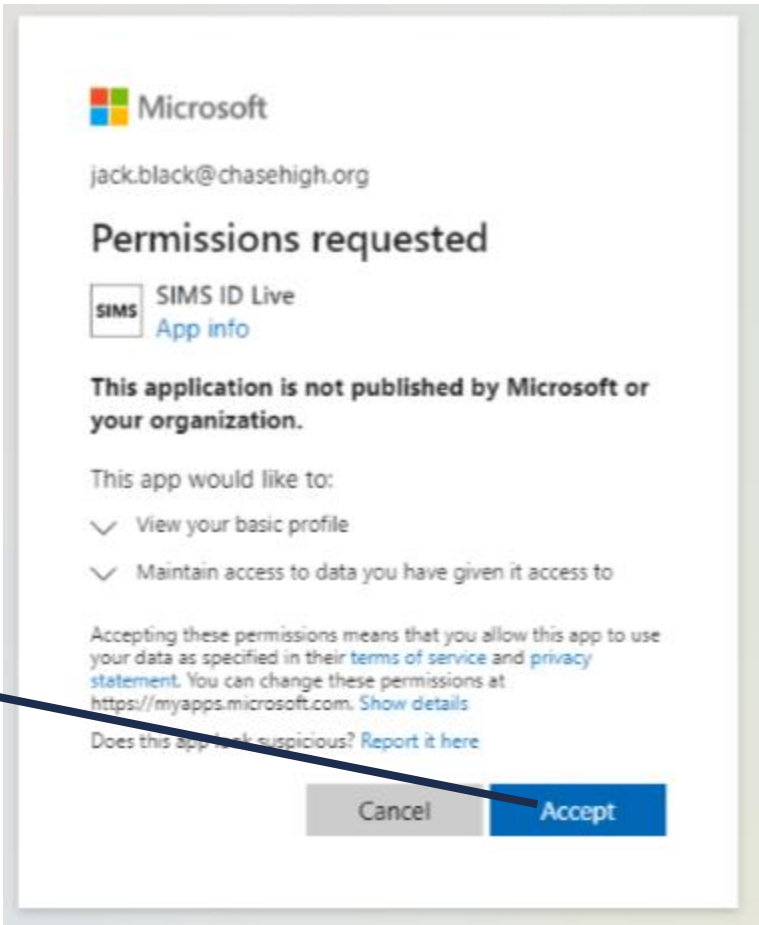 Microsoft
jack.black@chasehigh.org
Permissions requested
SIMS
SIMS ID Live
App info
This application is not published by Microsoft or
your organization.
This app would like to:
View your basic profile
Maintain access to data you have given it access to
Accepting these permissions means that you allow this app to use
your data as specified in their terms of service and privacy
statement. You can change these permissions at
https://myapps.microsoft.com. Show details
Does this app look suspicious? Report it here
Cancel
Accept